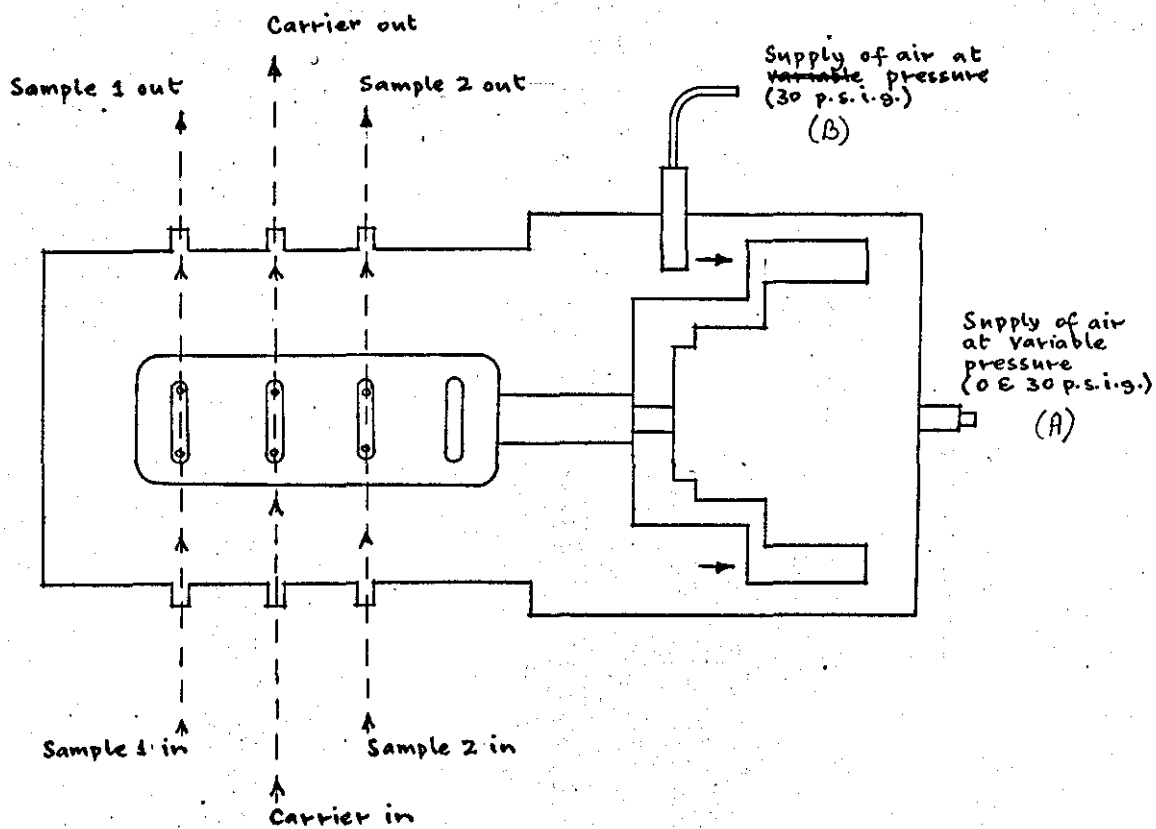 Carrier out
Sample 1 out
Sample 2 out
Supply of air at
variable pressure
(30 p.s.i.g.)
(B)
Supply of air
at variable
pressure
(0 & 30 p.s.i.g.)
(A)
Sample 1 in
Sample 2 in
Carrier in